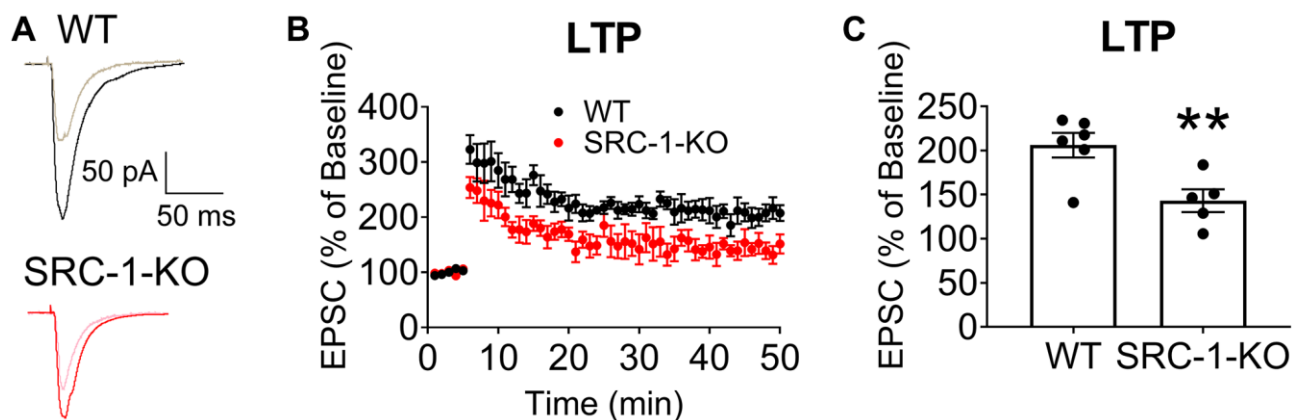 A
WT
50 pA
50 ms
SRC-1-KO
B
LTP
EPSC (% of Baseline)
400
300
200
100
0
WT
SRC-1-KO
0 10 20 30 40 50
Time (min)
C
LTP
EPSC (% of Baseline)
250
200
150
100
50
0
**
WT SRC-1-KO